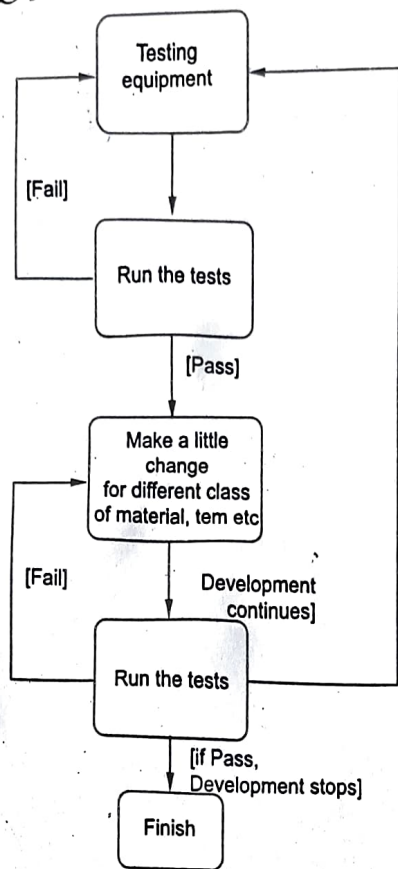 Testing
equipment
[Fail]
Run the tests
[Pass]
Make a little
change
for different class
of material, tem etc
[Fail]
Development
continues]
Run the tests
[if Pass,
Development stops]
Finish